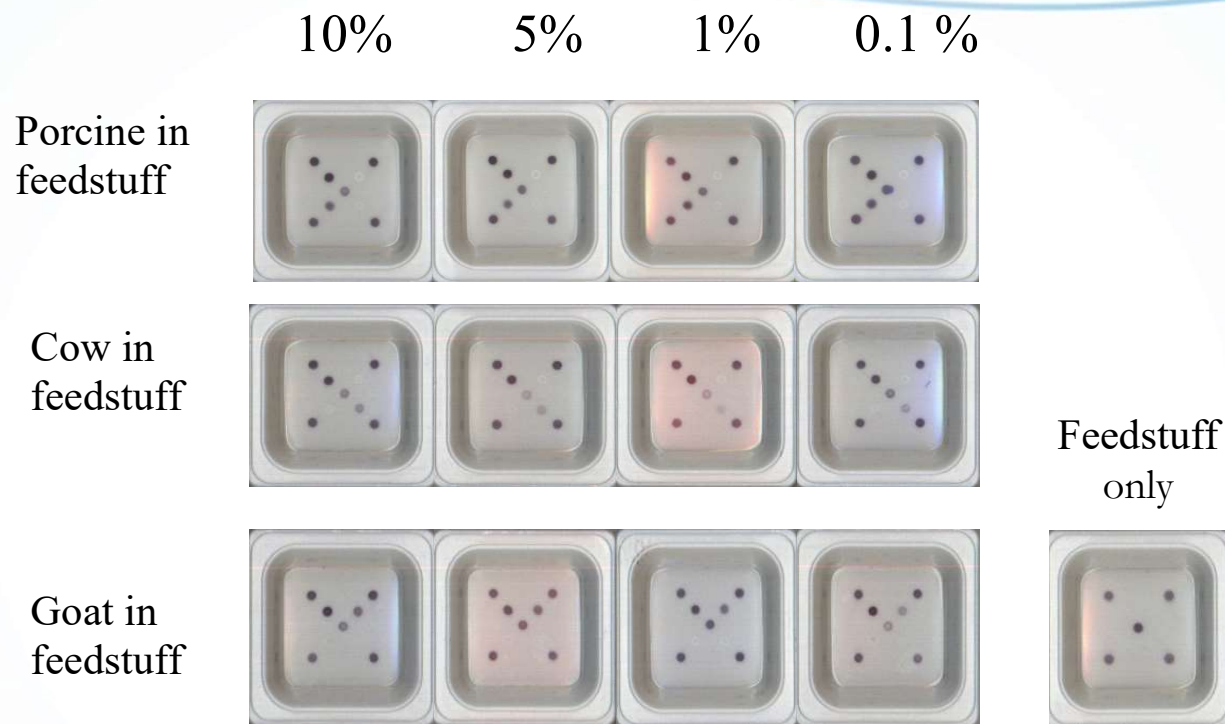 10% 5% 1% 0.1 %
Porcine in
feedstuff
Cow in
feedstuff
Feedstuff
only
Goat in
feedstuff